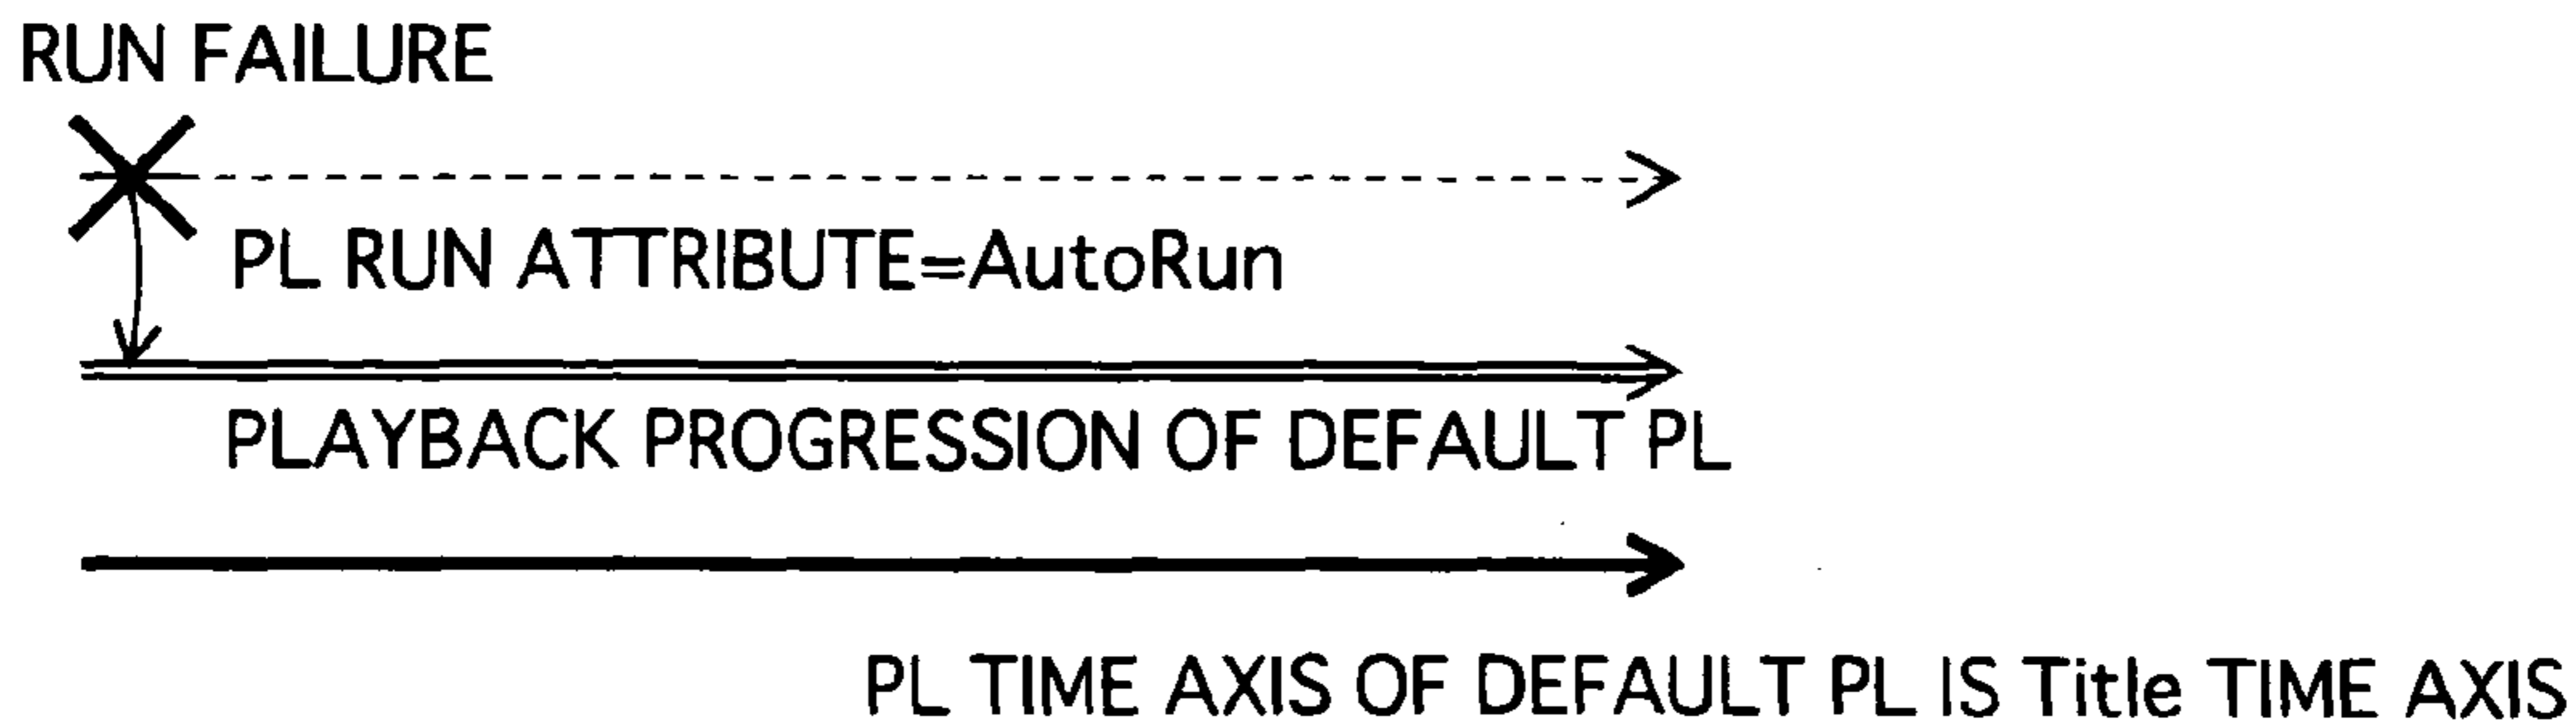 RUN FAILURE
PL RUN ATTRIBUTE=AutoRun
PLAYBACK PROGRESSION OF DEFAULT PL
PL TIME AXIS OF DEFAULT PL IS Title TIME AXIS